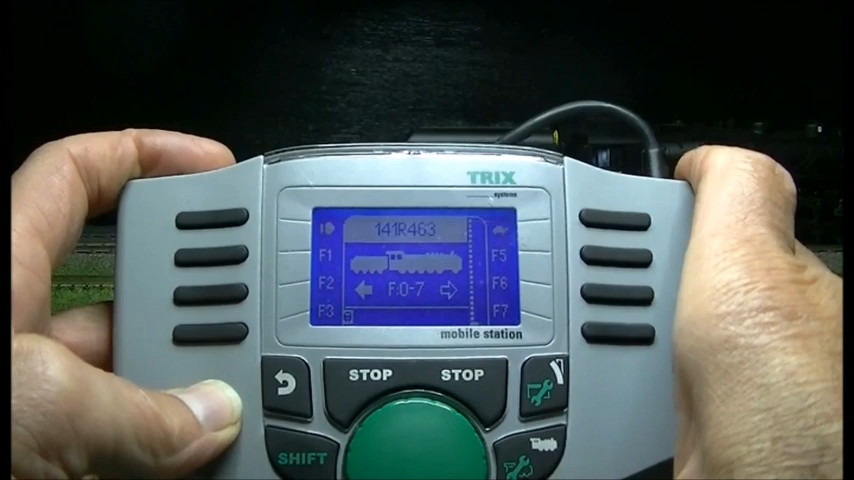 TRIX
systems
141R463
F1
F5
F2
F:0-7
F6
F3
F7
mobile station
STOP STOP
SHIFT